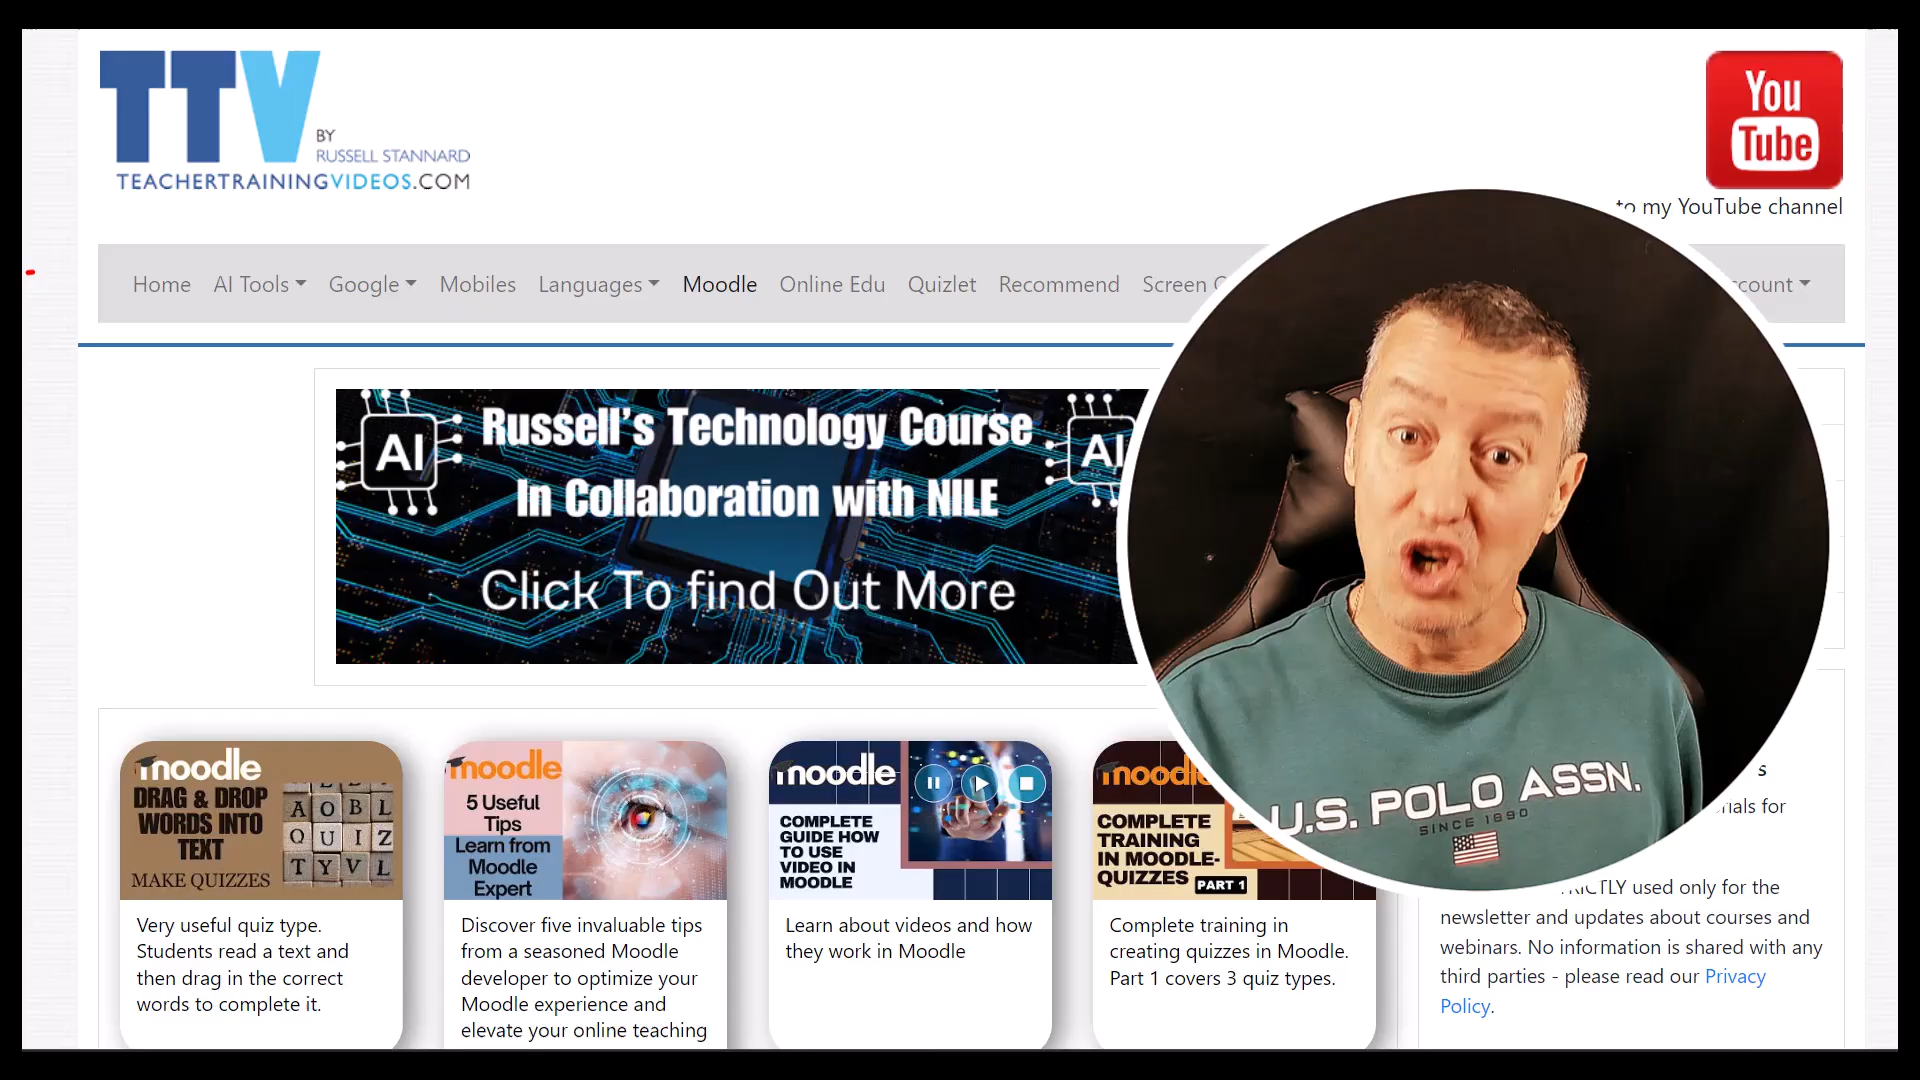 TTV
BY
RUSSELL STANNARD
TEACHERTRAININGVIDEOS.COM
You
Tube
to my YouTube channel
Home AI Tools Google Mobiles Languages Moodle Online Edu Quizlet Recommend Screen
AI
Russell's Technology Course
In Collaboration with NILE
Click To find Out More
AI
moodle
DRAG & DROP
WORDS INTO
TEXT
MAKE QUIZZES
A O B L
Q U I Z
T Y V L
Very useful quiz type.
Students read a text and
then drag in the correct
words to complete it.
moodle
5 Useful
Tips
Learn from
Moodle
Expert
Discover five invaluable tips
from a seasoned Moodle
developer to optimize your
Moodle experience and
elevate your online teaching
moodle
COMPLETE
GUIDE HOW
TO USE
VIDEO IN
MOODLE
Learn about videos and how
they work in Moodle
COMPLETE
TRAINING
IN MOODLE-
QUIZZES PART 1
Complete training in
creating quizzes in Moodle.
Part 1 covers 3 quiz types.
U.S. POLO ASSN.
SINCE 1890
for
used only for the
newsletter and updates about courses and
webinars. No information is shared with any
third parties - please read our Privacy
Policy.